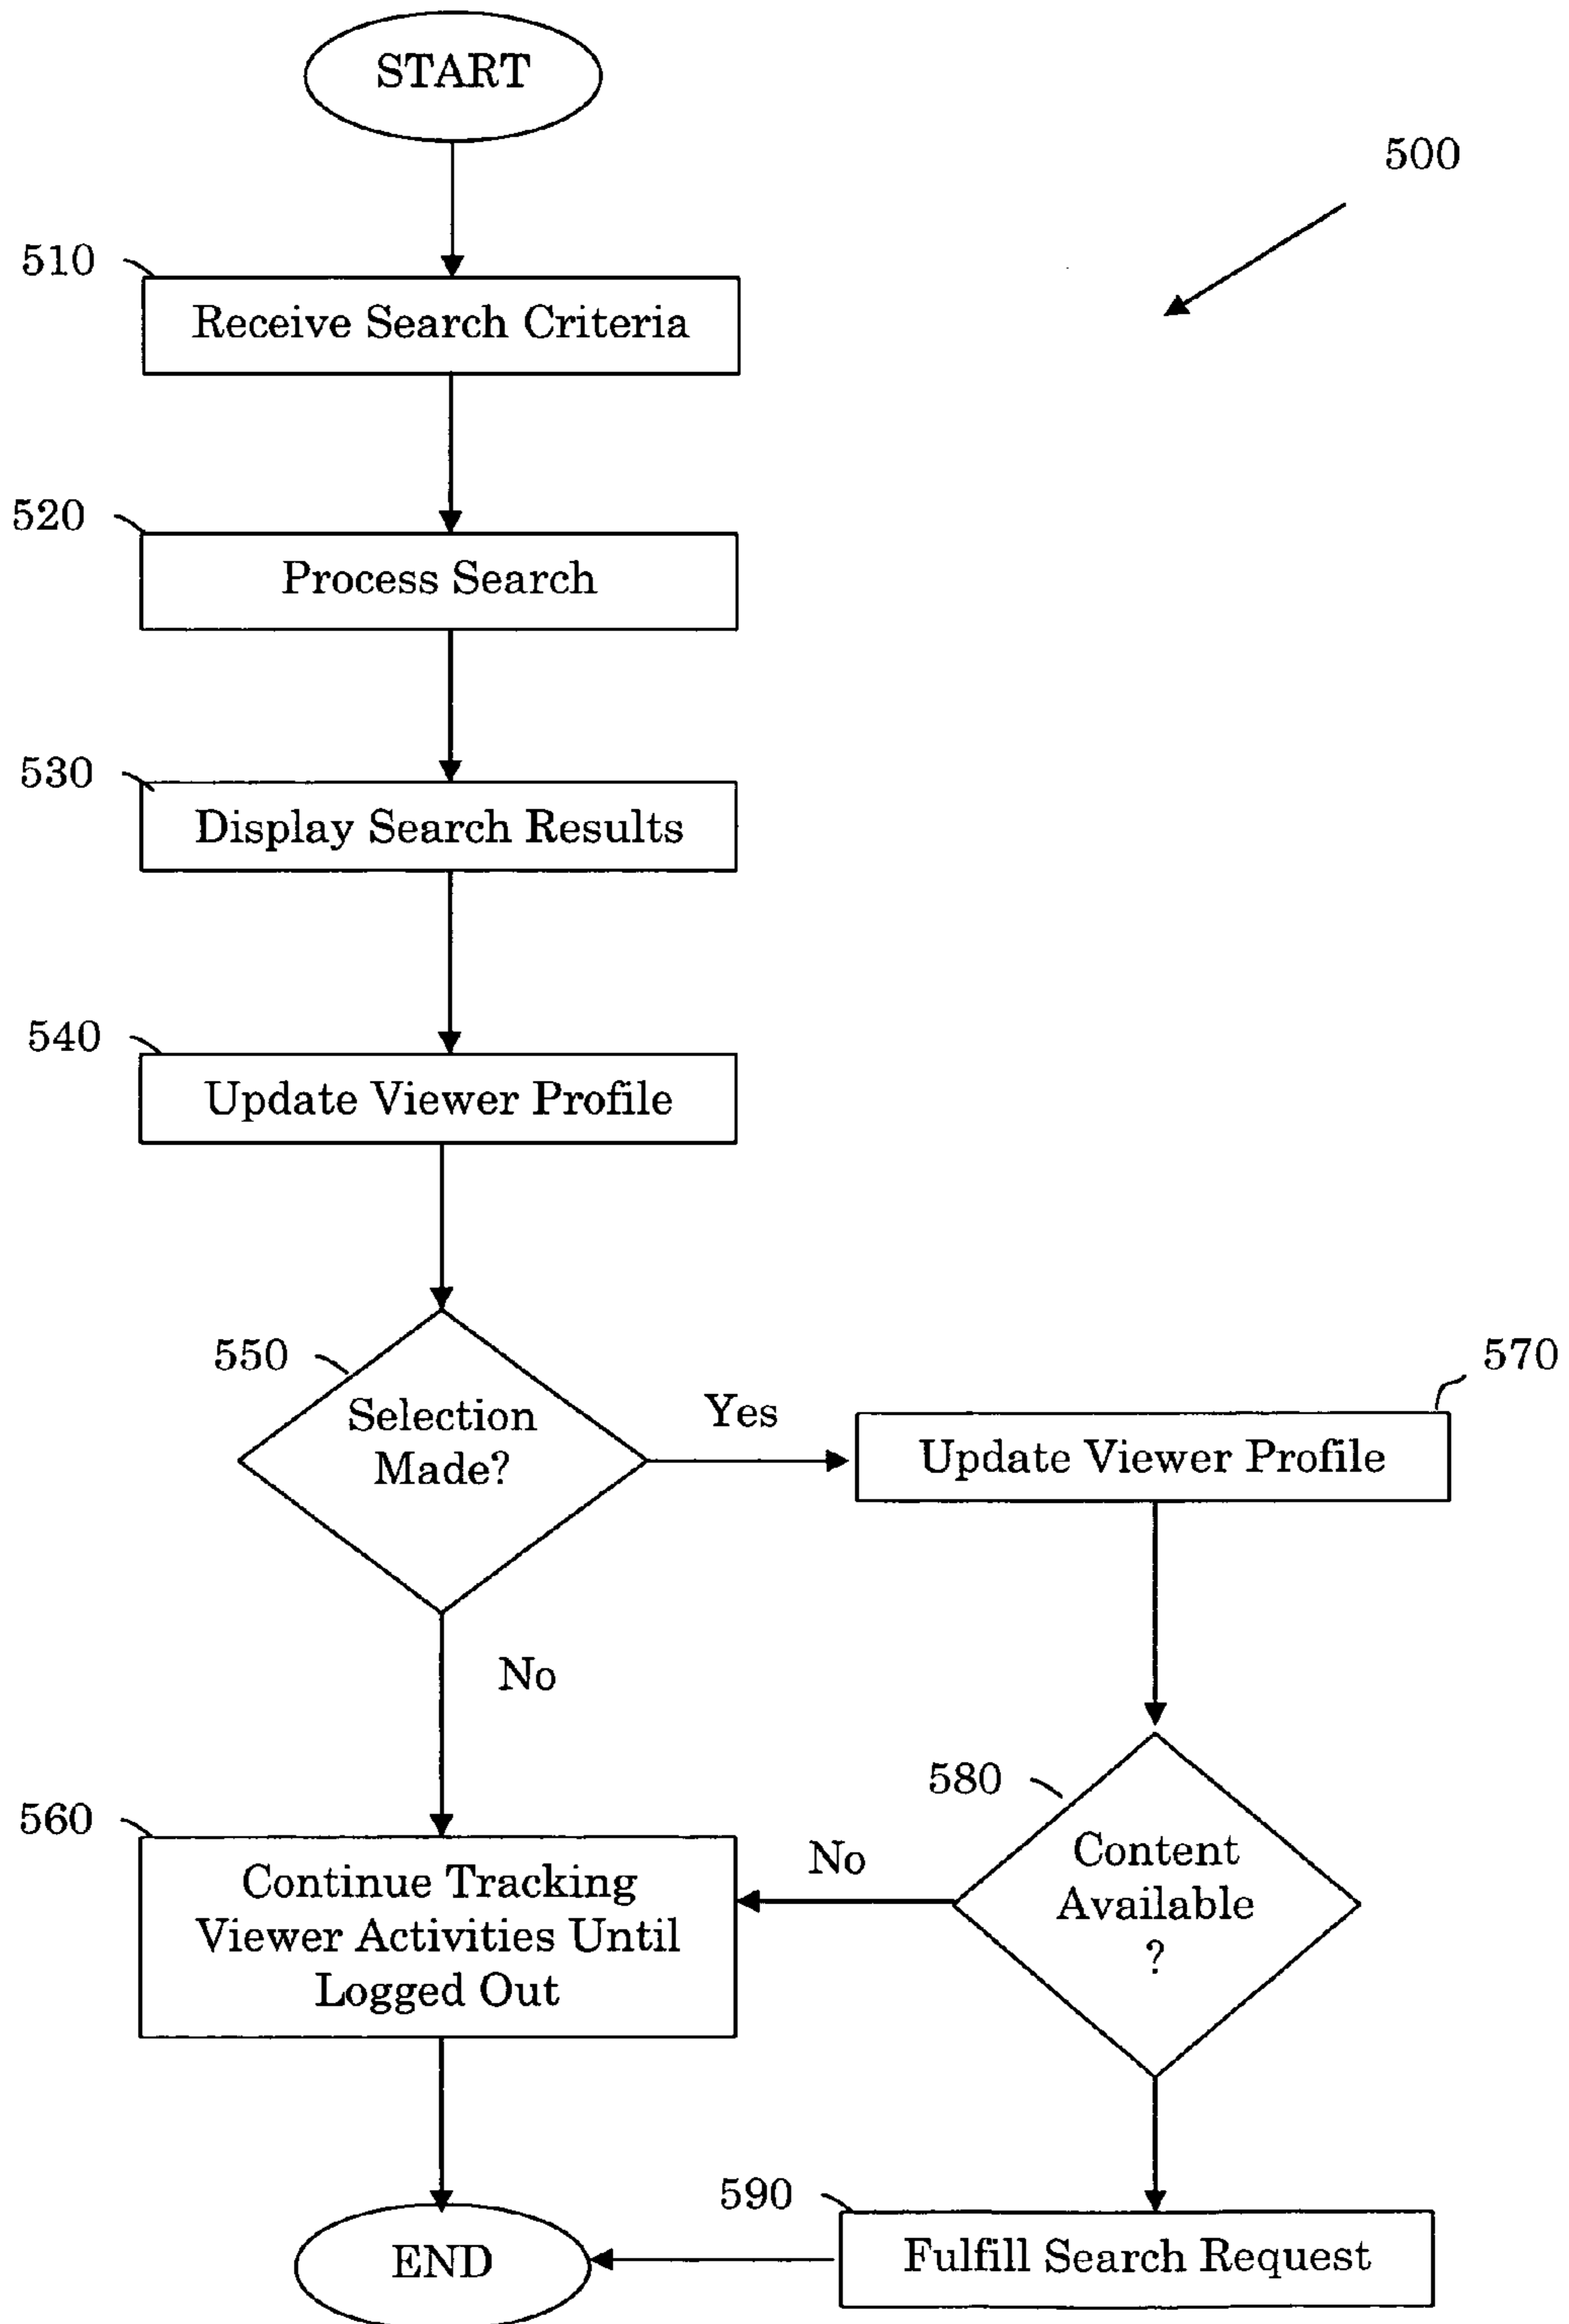 START
500
510
Receive Search Criteria
520
Process Search
530
Display Search Results
540
Update Viewer Profile
550
Selection
Made?
Yes
570
Update Viewer Profile
No
580
Content
Available
?
No
560
Continue Tracking
Viewer Activities Until
Logged Out
590
Fulfill Search Request
END